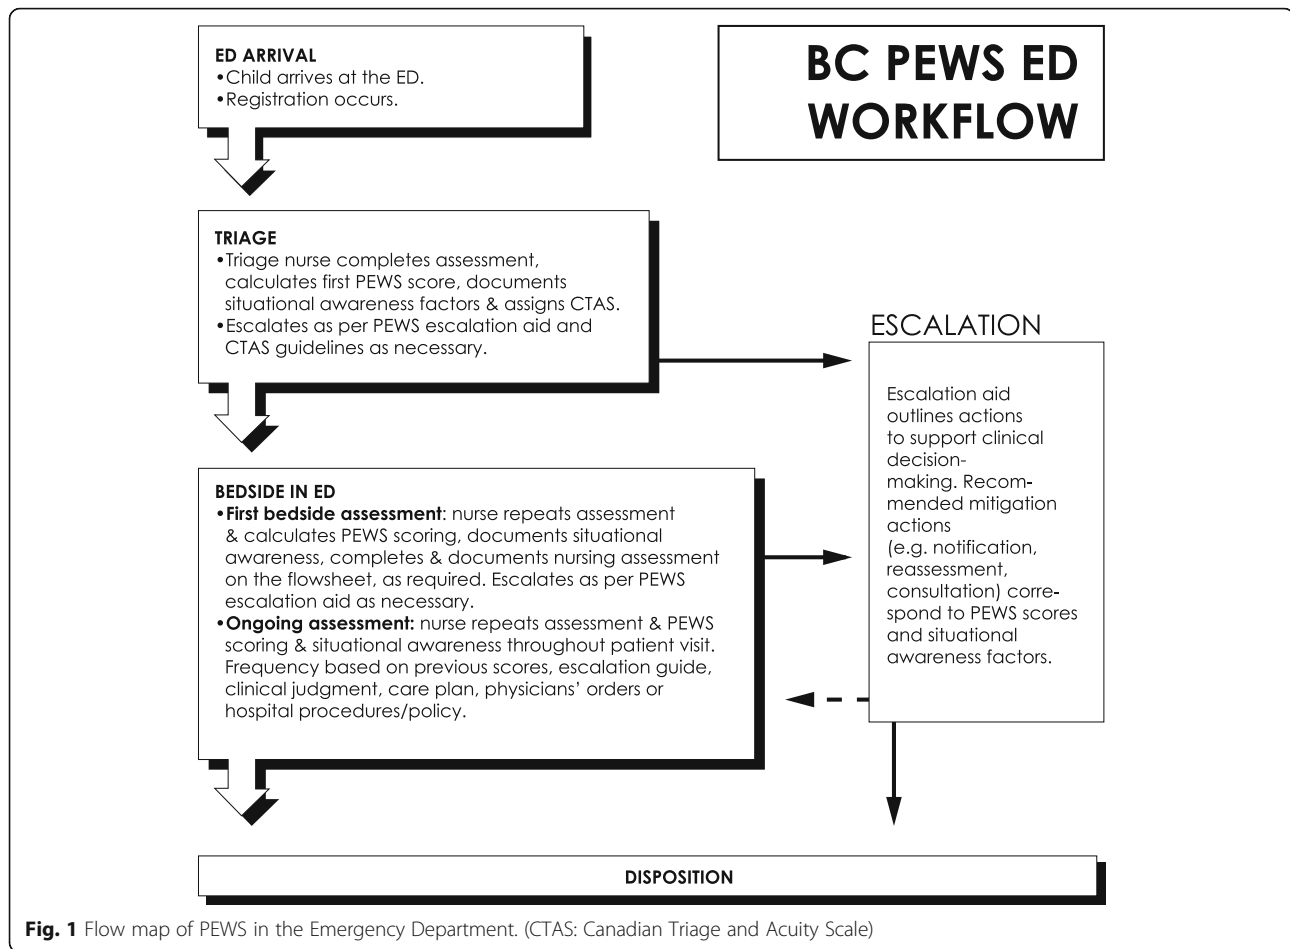 BC PEWS ED
WORKFLOW
ED ARRIVAL
•Child arrives at the ED.
•Registration occurs.
TRIAGE
•Triage nurse completes assessment,
calculates first PEWS score, documents
situational awareness factors & assigns CTAS.
•Escalates as per PEWS escalation aid and
CTAS guidelines as necessary.
ESCALATION
Escalation aid
outlines actions
to support clinical
decision-
making. Recom-
mended mitigation
actions
(e.g. notification,
reassessment,
consultation) corre-
spond to PEWS scores
and situational
awareness factors.
BEDSIDE IN ED
•First bedside assessment: nurse repeats assessment
& calculates PEWS scoring, documents situational
awareness, completes & documents nursing assessment
on the flowsheet, as required. Escalates as per PEWS
escalation aid as necessary.
•Ongoing assessment: nurse repeats assessment & PEWS
scoring & situational awareness throughout patient visit.
Frequency based on previous scores, escalation guide,
clinical judgment, care plan, physicians' orders or
hospital procedures/policy.
DISPOSITION
Fig. 1 Flow map of PEWS in the Emergency Department. (CTAS: Canadian Triage and Acuity Scale)